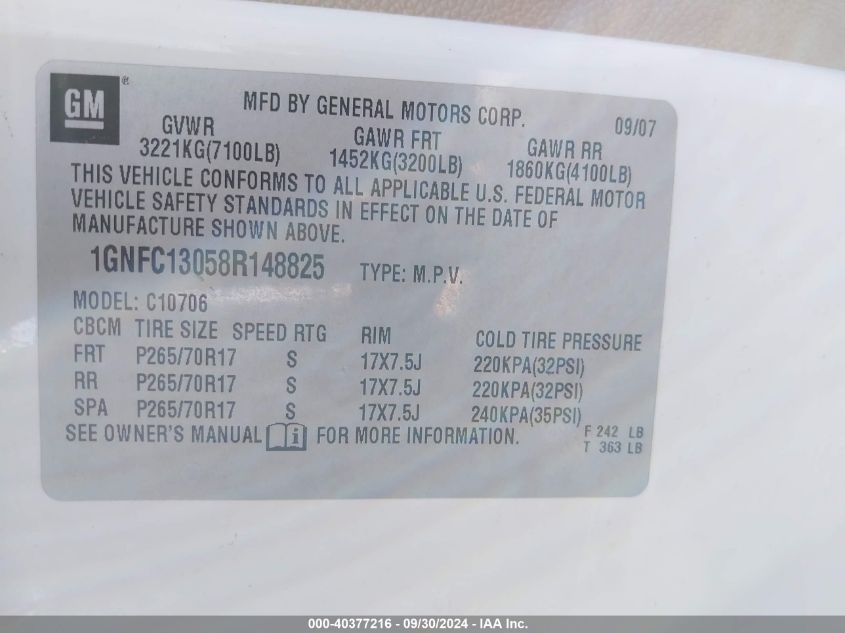 GM®
MFD BY GENERAL MOTORS CORP. 09/07
GVWR GAWR FRT GAWR RR
3221KG(7100LB) 1452KG(3200LB) 1860KG(4100LB)
THIS VEHICLE CONFORMS TO ALL APPLICABLE U.S. FEDERAL MOTOR
VEHICLE SAFETY STANDARDS IN EFFECT ON THE DATE OF
MANUFACTURE SHOWN ABOVE.
1GNFC13058R148825 TYPE: M.P.V.
MODEL: C10706
CBCM TIRE SIZE SPEED RTG RIM COLD TIRE PRESSURE
FRT P265/70R17 S 17X7.5J 220KPA(32PSI)
RR P265/70R17 S 17X7.5J 220KPA(32PSI)
SPA P265/70R17 S 17X7.5J 240KPA(35PSI)
SEE OWNER'S MANUAL i FOR MORE INFORMATION.
F 242 LB
T 363 LB
000-40377216 - 09/30/2024 - IAA Inc.